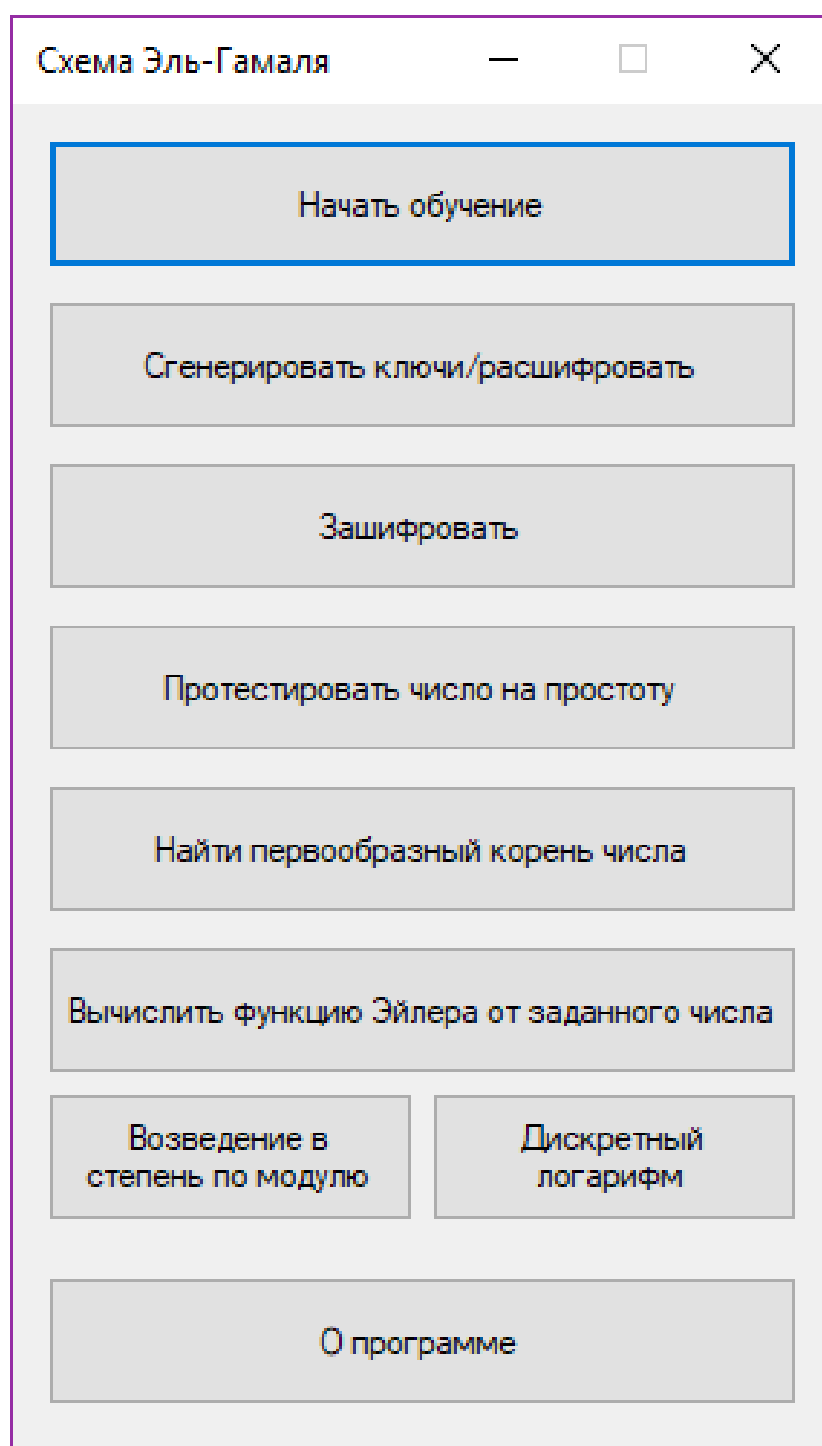 Схема Эль-Гамаля
Начать обучение
Сгенерировать ключи/расшифровать
Зашифровать
Протестировать число на простоту
Найти первообразный корень числа
Вычислить функцию Эйлера от заданного числа
Возведение в
степень по модулю
Дискретный
логарифм
О программе